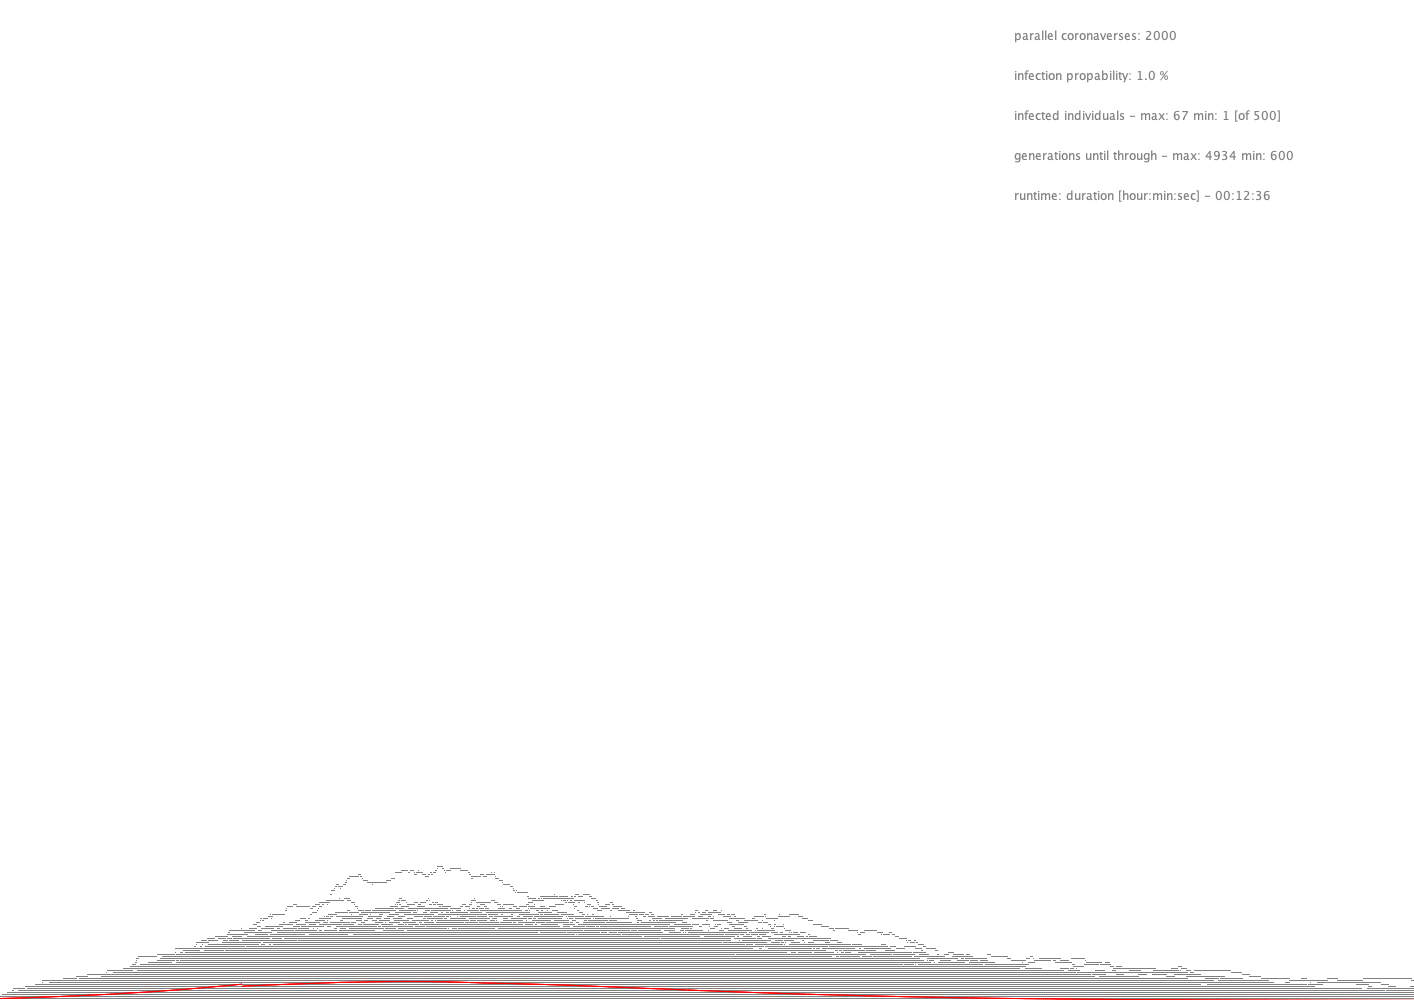 parallel coronaverses: 2000
infection propability: 1.0 %
infected individuals – max: 67 min: 1 [of 500]
generations until through – max: 4934 min: 600
runtime: duration [hour:min:sec] – 00:12:36